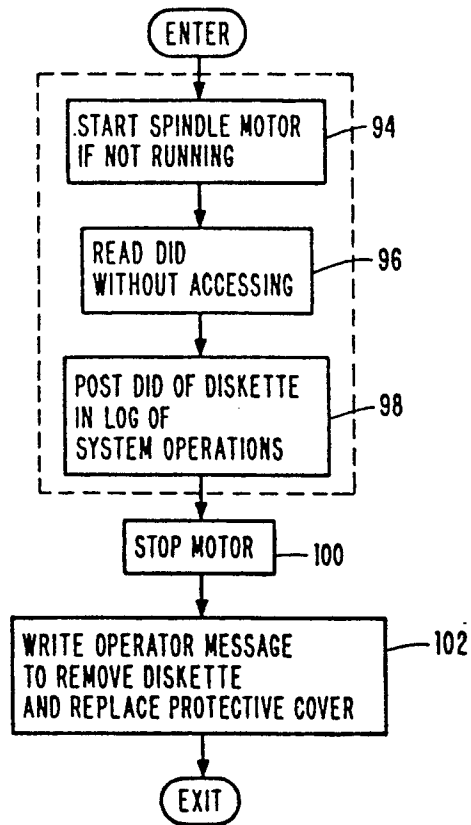 ENTER
.START SPINDLE MOTOR
IF NOT RUNNING
94
READ DID
WITHOUT ACCESSING
96
POST DID OF DISKETTE
IN LOG OF
SYSTEM OPERATIONS
98
STOP MOTOR
100
WRITE OPERATOR MESSAGE
TO REMOVE DISKETTE
AND REPLACE PROTECTIVE COVER
102
EXIT